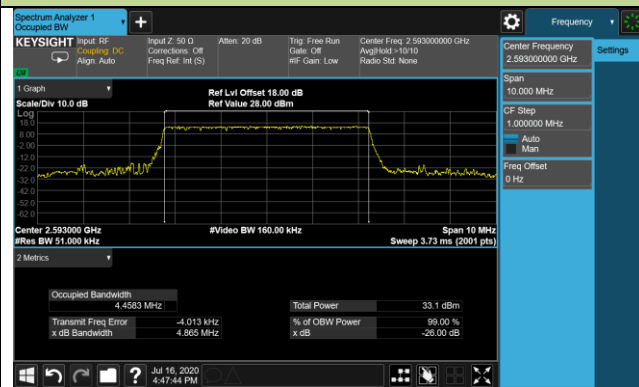 Spectrum Analyzer 1
Occupied BW
Frequency
KEYSIGHT Input: RF
Coupling: DC
Align: Auto
Input Z: 50 Ω
Corrections: Off
Freq Ref: Int (S)
Atten: 20 dB
Trig: Free Run
Gate: Off
#IF Gain: Low
Center Freq: 2.593000000 GHz
Avg|Hold:>10/10
Radio Std: None
Center Frequency
2.593000000 GHz
Settings
Span
10.000 MHz
CF Step
1.000000 MHz
Auto
Man
Freq Offset
0 Hz
1 Graph
Scale/Div 10.0 dB
Ref Lvl Offset 18.00 dB
Ref Value 28.00 dBm
Log
18.0
8.00
-2.00
-12.0
-22.0
-32.0
-42.0
-52.0
-62.0
Center 2.593000 GHz
#Res BW 51.000 kHz
#Video BW 160.00 kHz
Span 10 MHz
Sweep 3.73 ms (2001 pts)
2 Metrics
Occupied Bandwidth
4.4583 MHz
Transmit Freq Error -4.013 kHz
x dB Bandwidth 4.865 MHz
Total Power 33.1 dBm
% of OBW Power 99.00 %
x dB -26.00 dB
Jul 16, 2020
4:47:44 PM